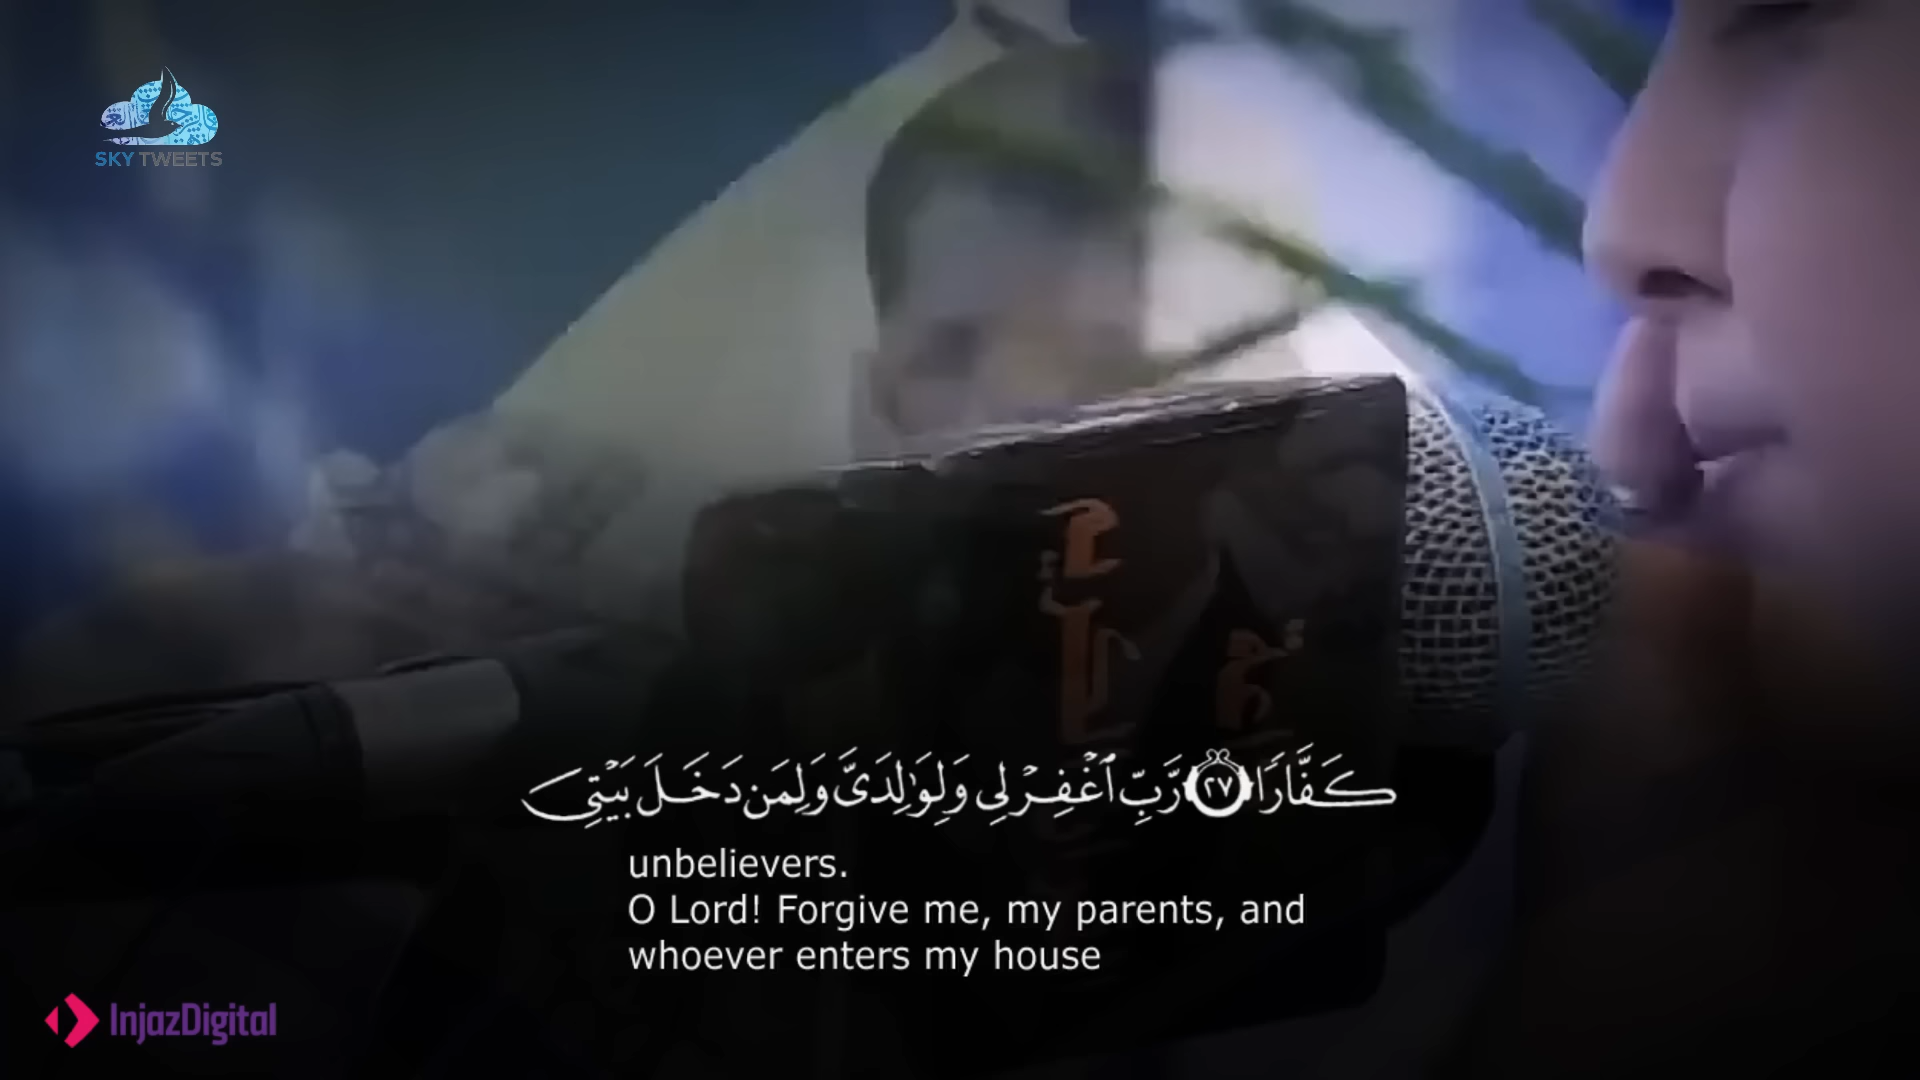 SKY TWEETS
كَفَّارًا ٢٧ رَّبِّ ٱغْفِرْ لِى وَلِوَٰلِدَىَّ وَلِمَن دَخَلَ بَيْتِىَ
unbelievers.
O Lord! Forgive me, my parents, and
whoever enters my house
InjazDigital